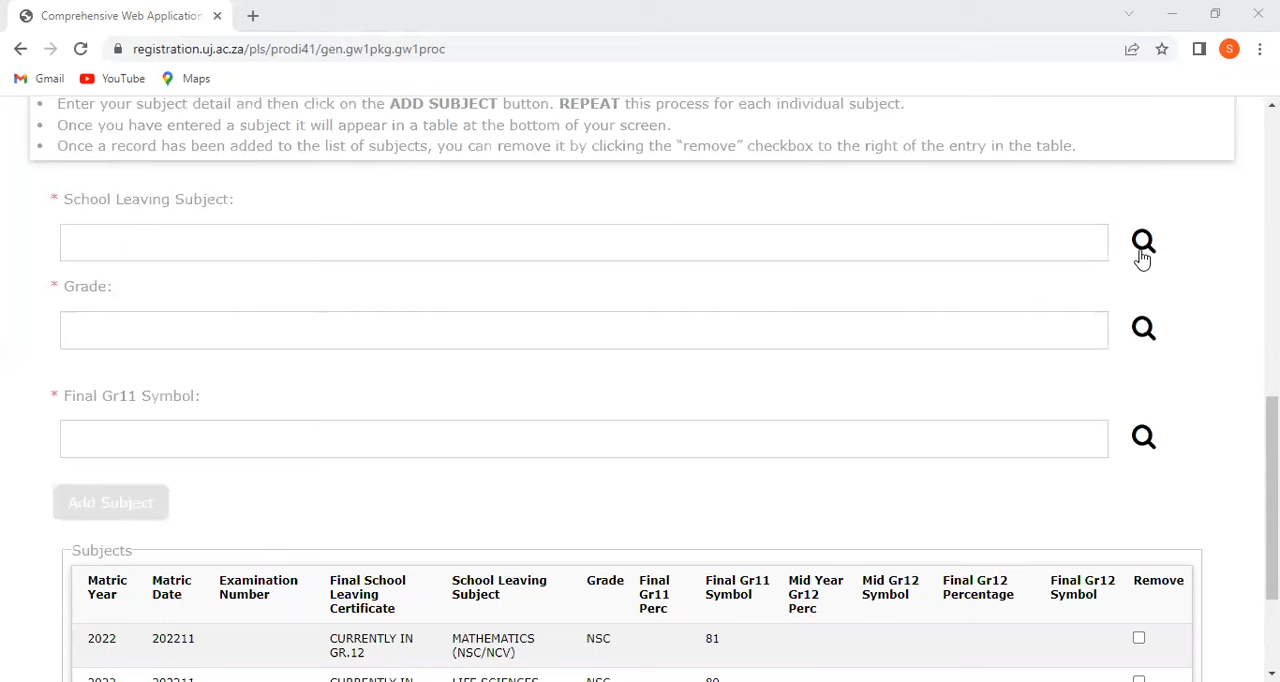 Comprehensive Web Application
registration.uj.ac.za/pls/prodi41/gen.gw1pkg.gw1proc
S
Gmail YouTube Maps
• Enter your subject detail and then click on the ADD SUBJECT button. REPEAT this process for each individual subject.
• Once you have entered a subject it will appear in a table at the bottom of your screen.
• Once a record has been added to the list of subjects, you can remove it by clicking the “remove” checkbox to the right of the entry in the table.
* School Leaving Subject:
* Grade:
* Final Gr11 Symbol:
Add Subject
Subjects
Matric Matric Examination Final School School Leaving Grade Final Final Gr11 Mid Year Mid Gr12 Final Gr12 Final Gr12 Remove
Year Date Number Leaving Subject Gr11 Symbol Gr12 Symbol Percentage Symbol
Certificate Perc Perc
2022 202211 CURRENTLY IN MATHEMATICS NSC 81
GR.12 (NSC/NCV)
2022 202211 CURRENTLY IN LIFE SCIENCES NSC